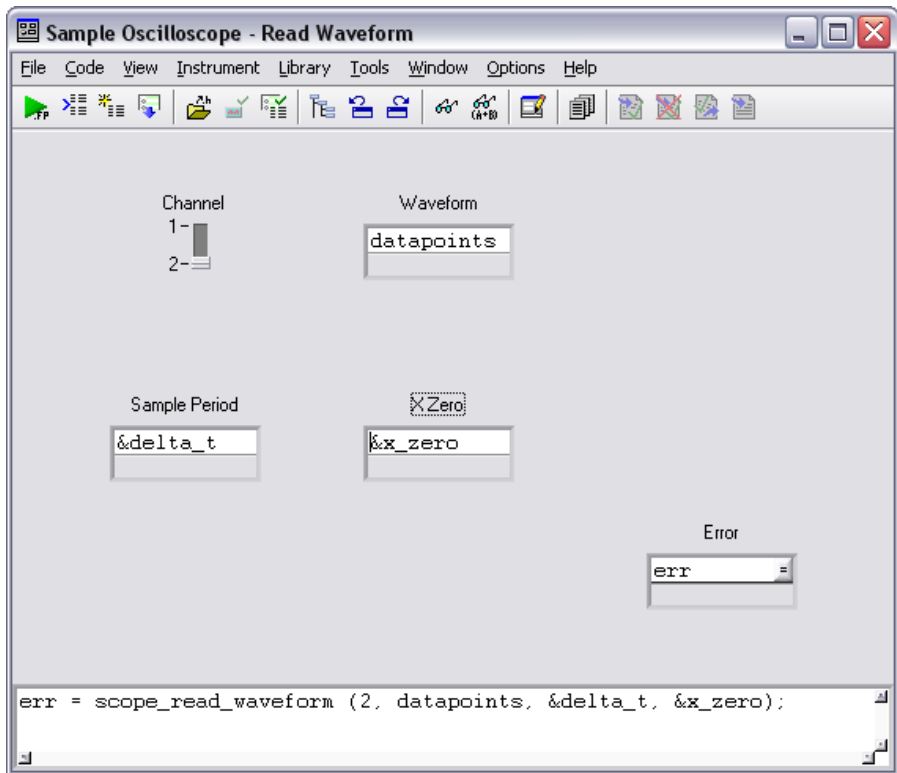 Sample Oscilloscope - Read Waveform
File Code View Instrument Library Tools Window Options Help
Channel
1
2
Waveform
datapoints
Sample Period
&delta_t
X Zero
&x_zero
Error
err
err = scope_read_waveform (2, datapoints, &delta_t, &x_zero);